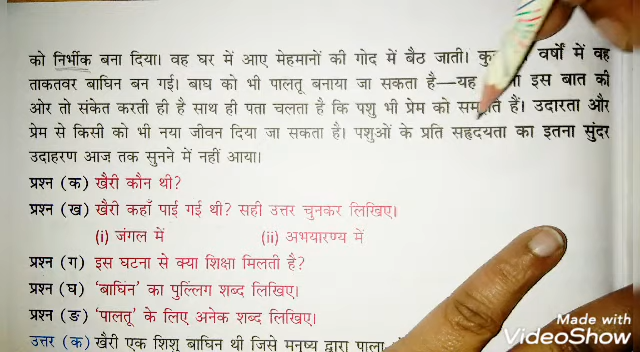 को निर्भीक बना दिया। वह घर में आए मेहमानों की गोद में बैठ जाती। वर्षों में वह
ताकतवर बाघिन बन गई। बाघ को भी पालतू बनाया जा सकता है—यह इस बात की
ओर तो संकेत करती ही है साथ ही पता चलता है कि पशु भी प्रेम को हैं। उदारता और
प्रेम से किसी को भी नया जीवन दिया जा सकता है। पशुओं के प्रति सहृदयता का इतना सुंदर
उदाहरण आज तक सुनने में नहीं आया।
प्रश्न (क) खैरी कौन थी?
प्रश्न (ख) खैरी कहाँ पाई गई थी? सही उत्तर चुनकर लिखिए।
(i) जंगल में (ii) अभयारण्य में
प्रश्न (ग) इस घटना से क्या शिक्षा मिलती है?
प्रश्न (घ) 'बाघिन' का पुल्लिंग शब्द लिखिए।
प्रश्न (ङ) 'पालतू' के लिए अनेक शब्द लिखिए।
उत्तर (क) खैरी एक शिशु बाघिन थी जिसे मनुष्य द्वारा पाला
Made with
VideoShow